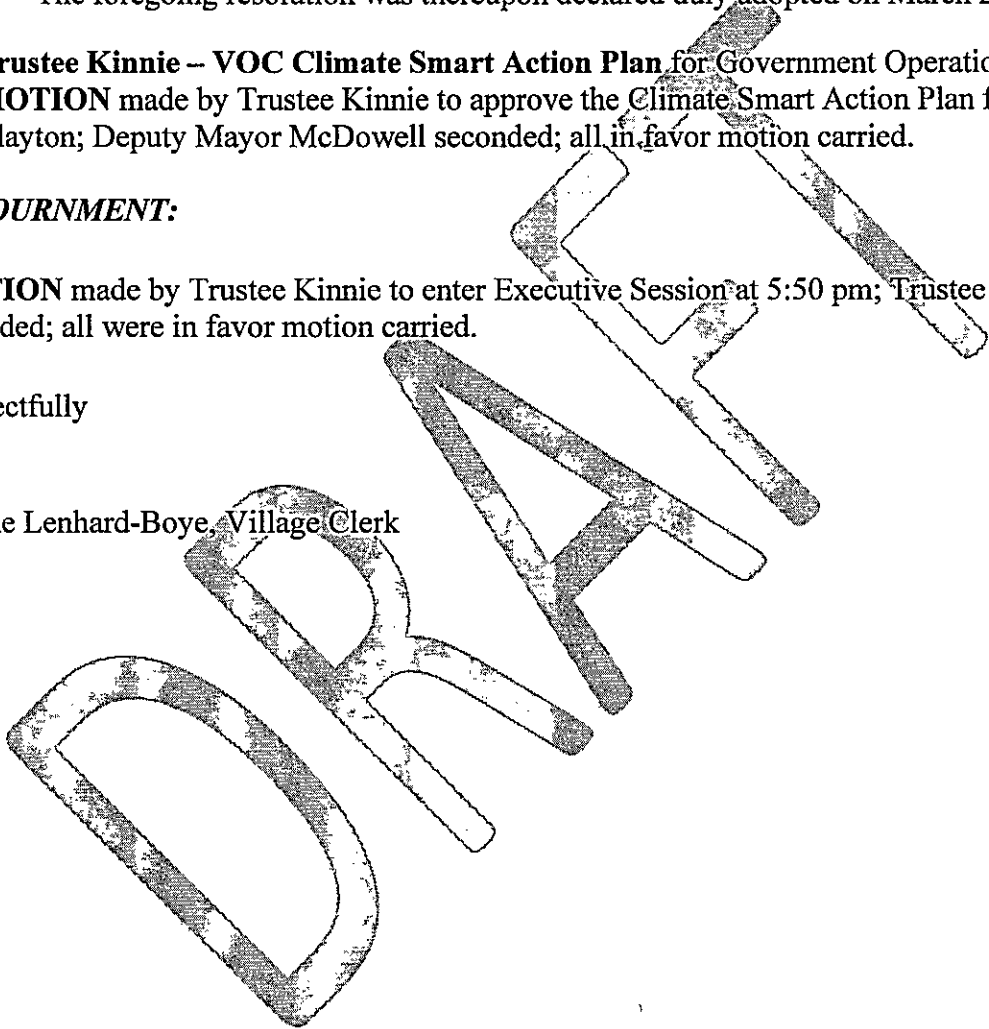 The foregoing resolution was thereupon declared duly adopted on March 2
rustee Kinnie – VOC Climate Smart Action Plan for Government Operatio
MOTION made by Trustee Kinnie to approve the Climate Smart Action Plan f
layton; Deputy Mayor McDowell seconded; all in favor motion carried.
OURNMENT:
TION made by Trustee Kinnie to enter Executive Session at 5:50 pm; Trustee
ded; all were in favor motion carried.
ectfully
e Lenhard-Boye, Village Clerk
DRAFT